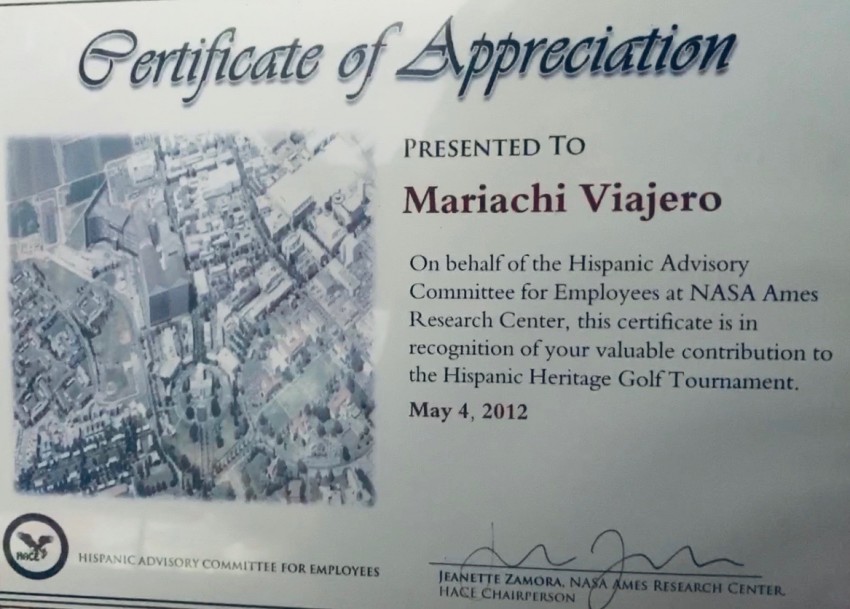 Certificate of Appreciation
PRESENTED TO
Mariachi Viajero
On behalf of the Hispanic Advisory
Committee for Employees at NASA Ames
Research Center, this certificate is in
recognition of your valuable contribution to
the Hispanic Heritage Golf Tournament.
May 4, 2012
HACE
HISPANIC ADVISORY COMMITTEE FOR EMPLOYEES
JEANETTE ZAMORA, NASA AMES RESEARCH CENTER
HACE CHAIRPERSON